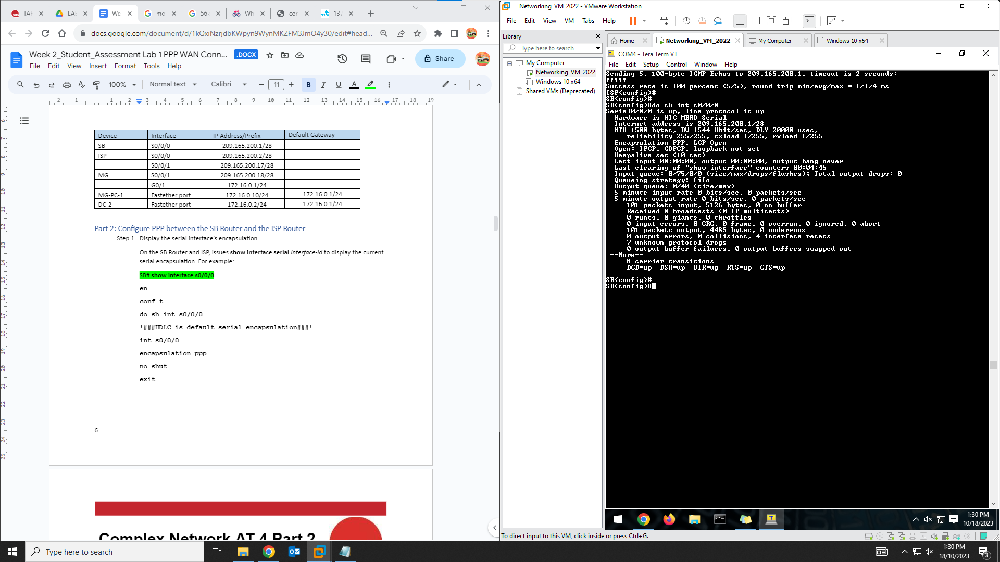 TAF
LAE
We
mo
56k
Wh
cor
137
docs.google.com/document/d/1kQxiNzrjdbKWpyn9WynMKZFM3JmO4y30/edit#head...
Week 2_Student_Assessment Lab 1 PPP WAN Conn...
.DOCX
File Edit View Insert Format Tools Help
Share
100%
Normal text
Calibri
11
B I U A
2 1 1 2 3 4 5 6 7 8 9 10 11 12 13 14 15 16 17 18 19
Device Interface IP Address/Prefix Default Gateway
SB S0/0/0 209.165.200.1/28
ISP S0/0/0 209.165.200.2/28
S0/0/1 209.165.200.17/28
MG S0/0/1 209.165.200.18/28
G0/1 172.16.0.1/24
MG-PC-1 Fastether port 172.16.0.10/24 172.16.0.1/24
DC-2 Fastether port 172.16.0.2/24 172.16.0.1/24
Part 2: Configure PPP between the SB Router and the ISP Router
Step 1. Display the serial interface's encapsulation.
On the SB Router and ISP, issues show interface serial interface-id to display the current
serial encapsulation. For example:
SB# show interface s0/0/0
en
conf t
do sh int s0/0/0
!###HDLC is default serial encapsulation###!
int s0/0/0
encapsulation ppp
no shut
exit
6
Complex Network AT 4 Part 2
Networking_VM_2022 - VMware Workstation
File Edit View VM Tabs Help
Library
Type here to search
My Computer
Networking_VM_2022
Windows 10 x64
Shared VMs (Deprecated)
Home
Networking_VM_2022
My Computer
Windows 10 x64
COM4 - Tera Term VT
File Edit Setup Control Window Help
Sending 5, 100-byte ICMP Echos to 209.165.200.1, timeout is 2 seconds:
!!!!!
Success rate is 100 percent (5/5), round-trip min/avg/max = 1/1/4 ms
ISP(config)#
SB(config)#
SB(config)#do sh int s0/0/0
Serial0/0/0 is up, line protocol is up
Hardware is WIC MBRD Serial
Internet address is 209.165.200.1/28
MTU 1500 bytes, BW 1544 Kbit/sec, DLY 20000 usec,
reliability 255/255, txload 1/255, rxload 1/255
Encapsulation PPP, LCP Open
Open: IPCP, CDPCP, loopback not set
Keepalive set (10 sec)
Last input 00:00:00, output 00:00:00, output hang never
Last clearing of "show interface" counters 00:04:45
Input queue: 0/75/0/0 (size/max/drops/flushes); Total output drops: 0
Queueing strategy: fifo
Output queue: 0/40 (size/max)
5 minute input rate 0 bits/sec, 0 packets/sec
5 minute output rate 0 bits/sec, 0 packets/sec
101 packets input, 5126 bytes, 0 no buffer
Received 0 broadcasts (0 IP multicasts)
0 runts, 0 giants, 0 throttles
0 input errors, 0 CRC, 0 frame, 0 overrun, 0 ignored, 0 abort
101 packets output, 4485 bytes, 0 underruns
0 output errors, 0 collisions, 4 interface resets
7 unknown protocol drops
0 output buffer failures, 0 output buffers swapped out
--More--
8 carrier transitions
DCD=up DSR=up DTR=up RTS=up CTS=up
SB(config)#
SB(config)#
1:30 PM
10/18/2023
To direct input to this VM, click inside or press Ctrl+G.
Type here to search
1:30 PM
18/10/2023
3